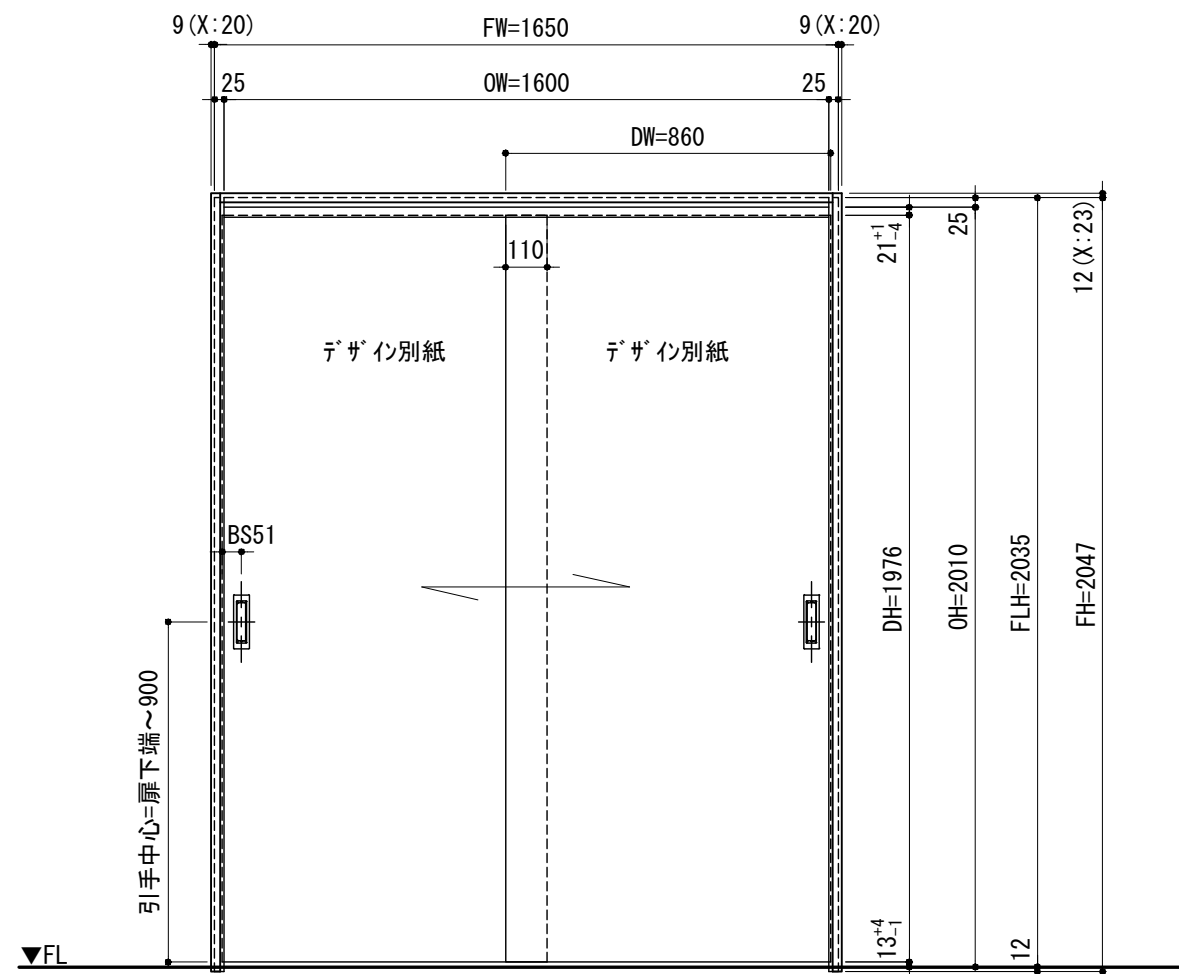 9(X:20)
FW=1650
9(X:20)
25
OW=1600
25
DW=860
110
21+1-4
25
12(X:23)
デザイン別紙
デザイン別紙
BS51
DH=1976
OH=2010
FLH=2035
FH=2047
引手中心=扉下端～900
13+4-1
12
▼FL